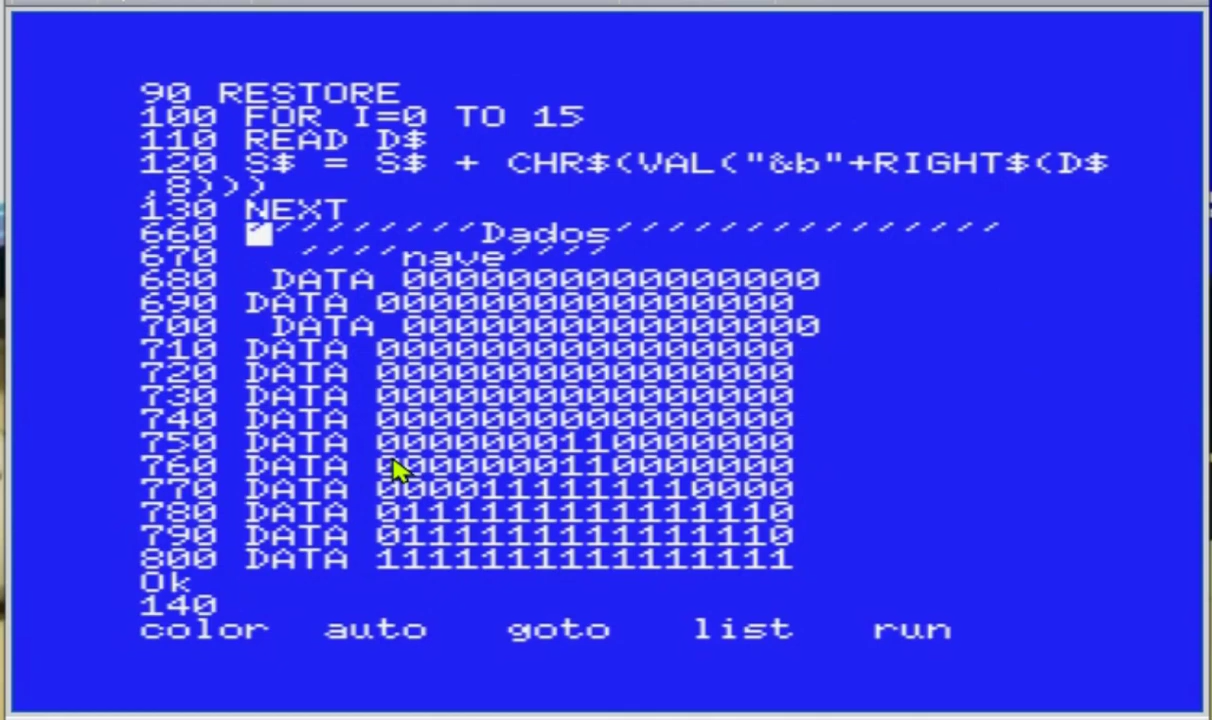 90 RESTORE
100 FOR I=0 TO 15
110 READ D$
120 S$ = S$ + CHR$(VAL("&b"+RIGHT$(D$
,8)))
130 NEXT
660 '''''''''Dados'''''''''''''''
670   ''''nave''''
680  DATA 0000000000000000
690 DATA 0000000000000000
700  DATA 0000000000000000
710 DATA 0000000000000000
720 DATA 0000000000000000
730 DATA 0000000000000000
740 DATA 0000000000000000
750 DATA 0000000110000000
760 DATA 0000000110000000
770 DATA 0000111111110000
780 DATA 0111111111111110
790 DATA 0111111111111110
800 DATA 1111111111111111
Ok
140
color auto goto list run